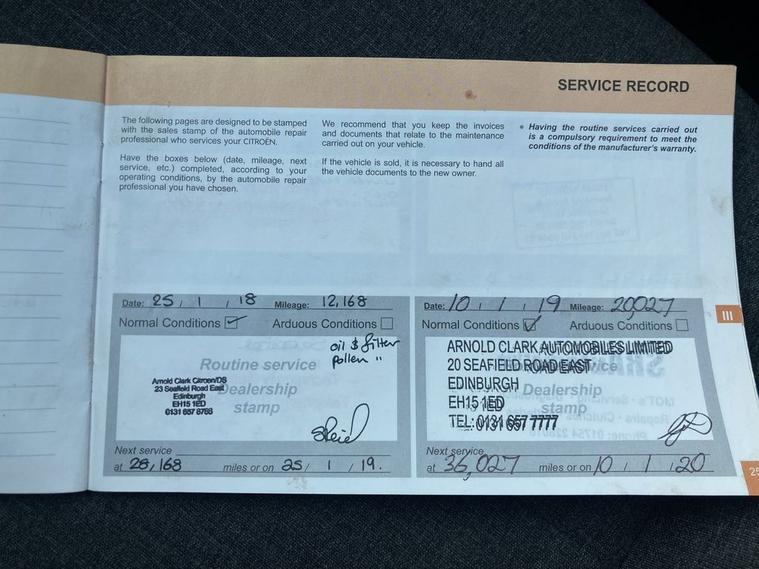 SERVICE RECORD
The following pages are designed to be stamped
with the sales stamp of the automobile repair
professional who services your CITROËN.
Have the boxes below (date, mileage, next
service, etc.) completed, according to your
operating conditions, by the automobile repair
professional you have chosen.
We recommend that you keep the invoices
and documents that relate to the maintenance
carried out on your vehicle.
If the vehicle is sold, it is necessary to hand all
the vehicle documents to the new owner.
• Having the routine services carried out
is a compulsory requirement to meet the
conditions of the manufacturer's warranty.
Date: 25 / 1 / 18 Mileage: 12,168
Normal Conditions Arduous Conditions
oil & filter
pollen "
Routine service
Dealership
stamp
Arnold Clark Citroen/DS
23 Seafield Road East
Edinburgh
EH15 1ED
0131 657 8788
Next service
at 28,168 miles or on 25 / 1 / 19.
Date: 10 / 1 / 19 Mileage: 20,027
Normal Conditions Arduous Conditions
ARNOLD CLARK AUTOMOBILES LIMITED
20 SEAFIELD ROAD EAST
EDINBURGH
EH15 1ED
TEL: 0131 657 7777
Dealership
stamp
Next service
at 36,027 miles or on 10 / 1 / 20
III
25